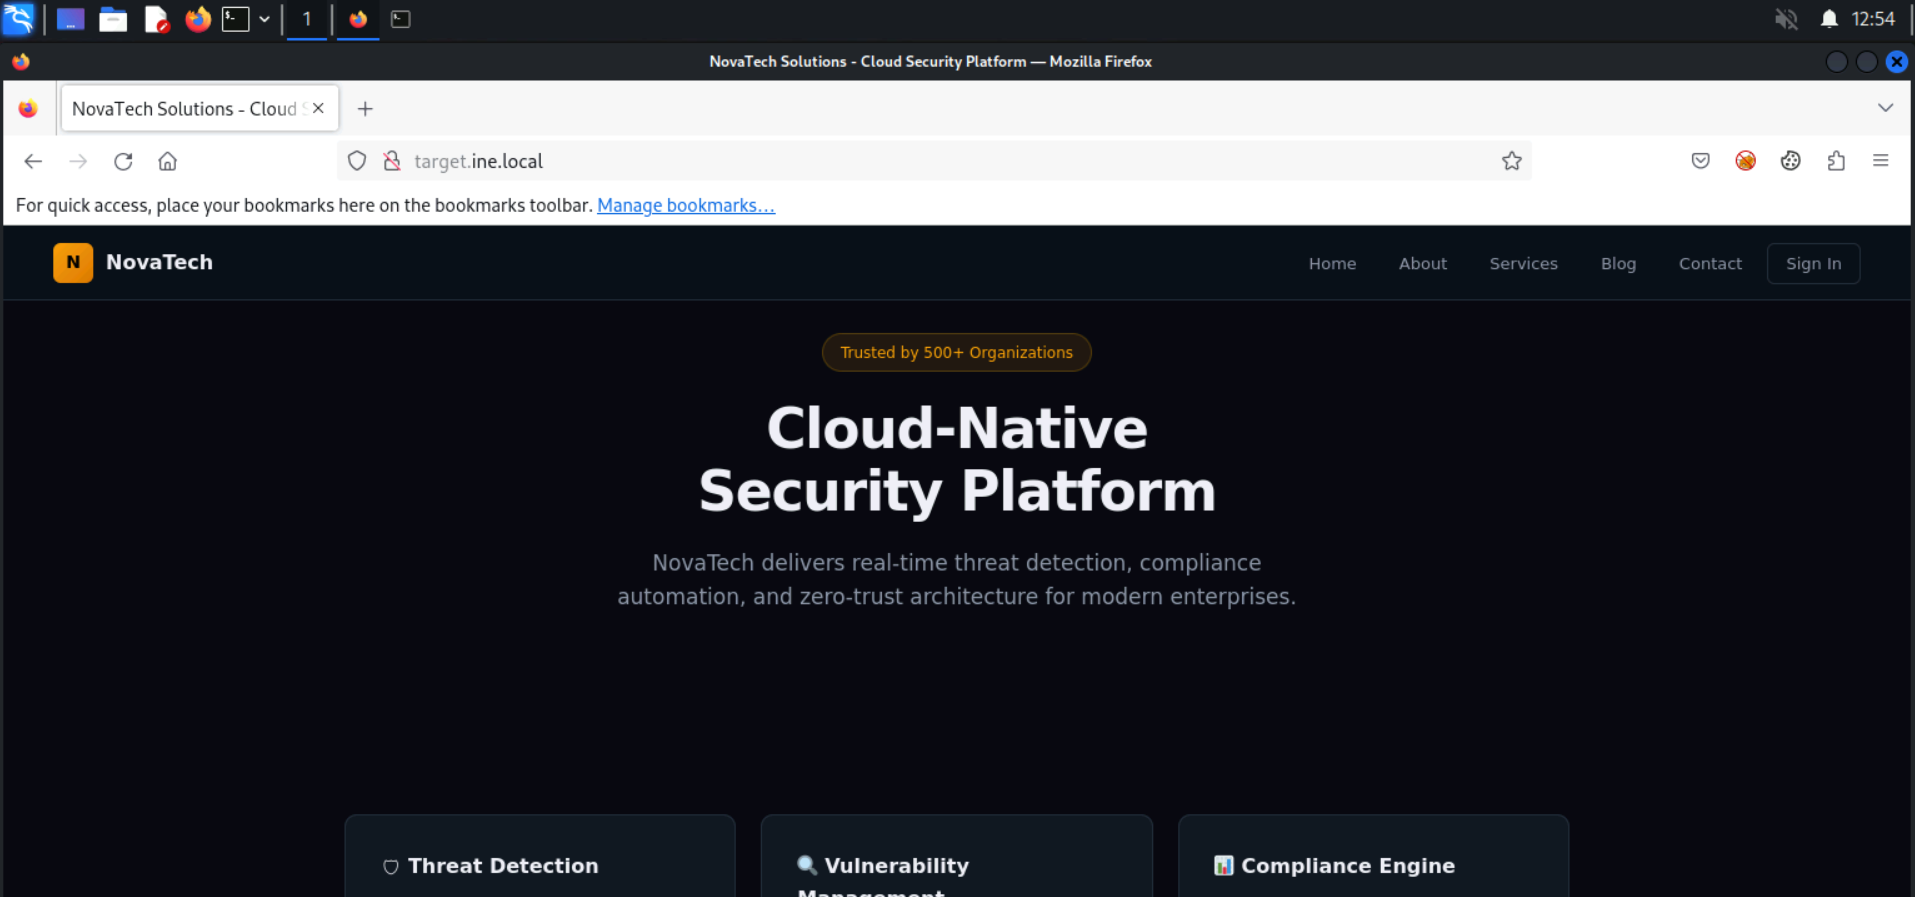 1
12:54
NovaTech Solutions - Cloud Security Platform — Mozilla Firefox
NovaTech Solutions - Cloud S
target.ine.local
For quick access, place your bookmarks here on the bookmarks toolbar. Manage bookmarks...
N NovaTech
Home About Services Blog Contact Sign In
Trusted by 500+ Organizations
Cloud-Native
Security Platform
NovaTech delivers real-time threat detection, compliance
automation, and zero-trust architecture for modern enterprises.
Threat Detection
Vulnerability
Management
Compliance Engine